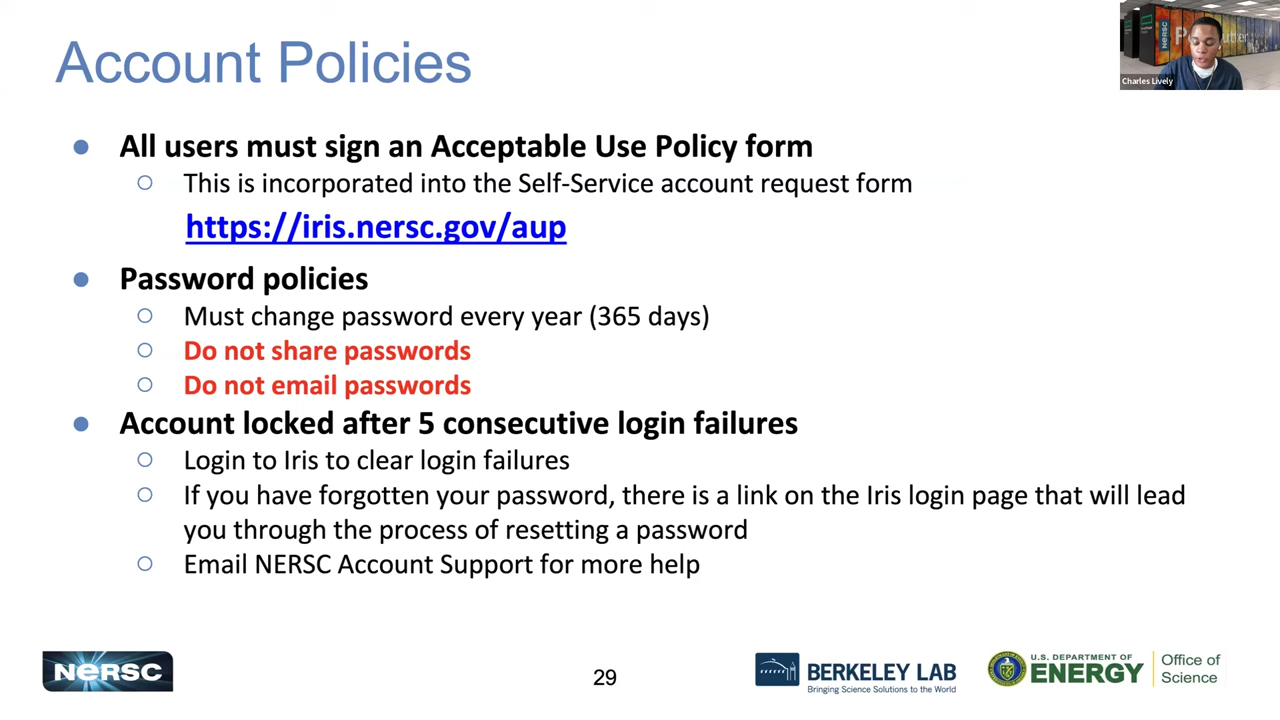 Account Policies
Charles Lively
● All users must sign an Acceptable Use Policy form
○ This is incorporated into the Self-Service account request form
https://iris.nersc.gov/aup
● Password policies
○ Must change password every year (365 days)
○ Do not share passwords
○ Do not email passwords
● Account locked after 5 consecutive login failures
○ Login to Iris to clear login failures
○ If you have forgotten your password, there is a link on the Iris login page that will lead
you through the process of resetting a password
○ Email NERSC Account Support for more help
NERSC
29
BERKELEY LAB
Bringing Science Solutions to the World
U.S. DEPARTMENT OF
ENERGY
Office of
Science